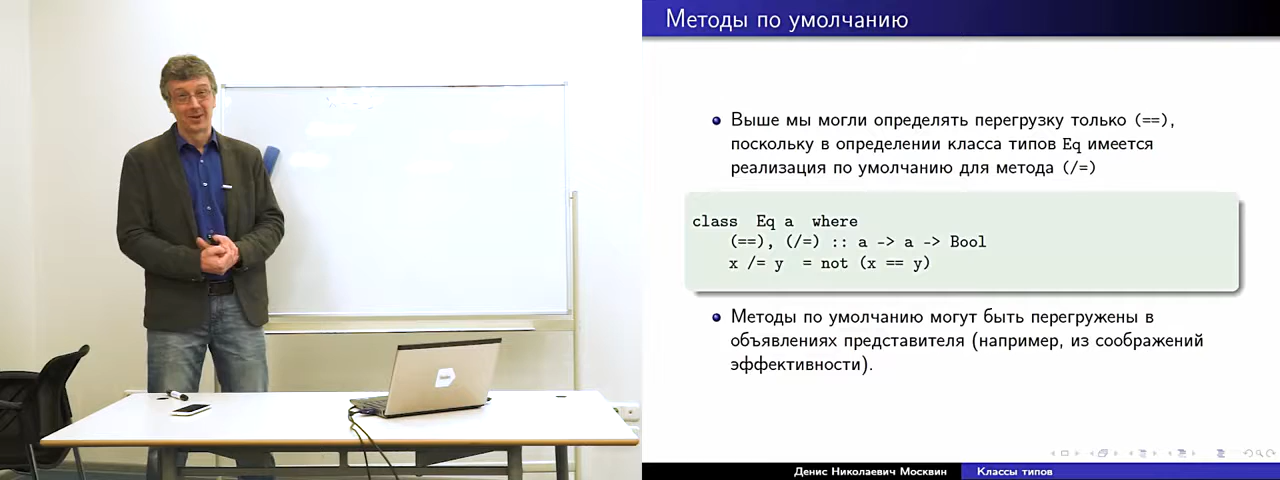 Методы по умолчанию
Выше мы могли определять перегрузку только (==),
поскольку в определении класса типов Eq имеется
реализация по умолчанию для метода (/=)
class Eq a where
(==), (/=) :: a -> a -> Bool
x /= y = not (x == y)
Методы по умолчанию могут быть перегружены в
объявлениях представителя (например, из соображений
эффективности).
Денис Николаевич Москвин
Классы типов